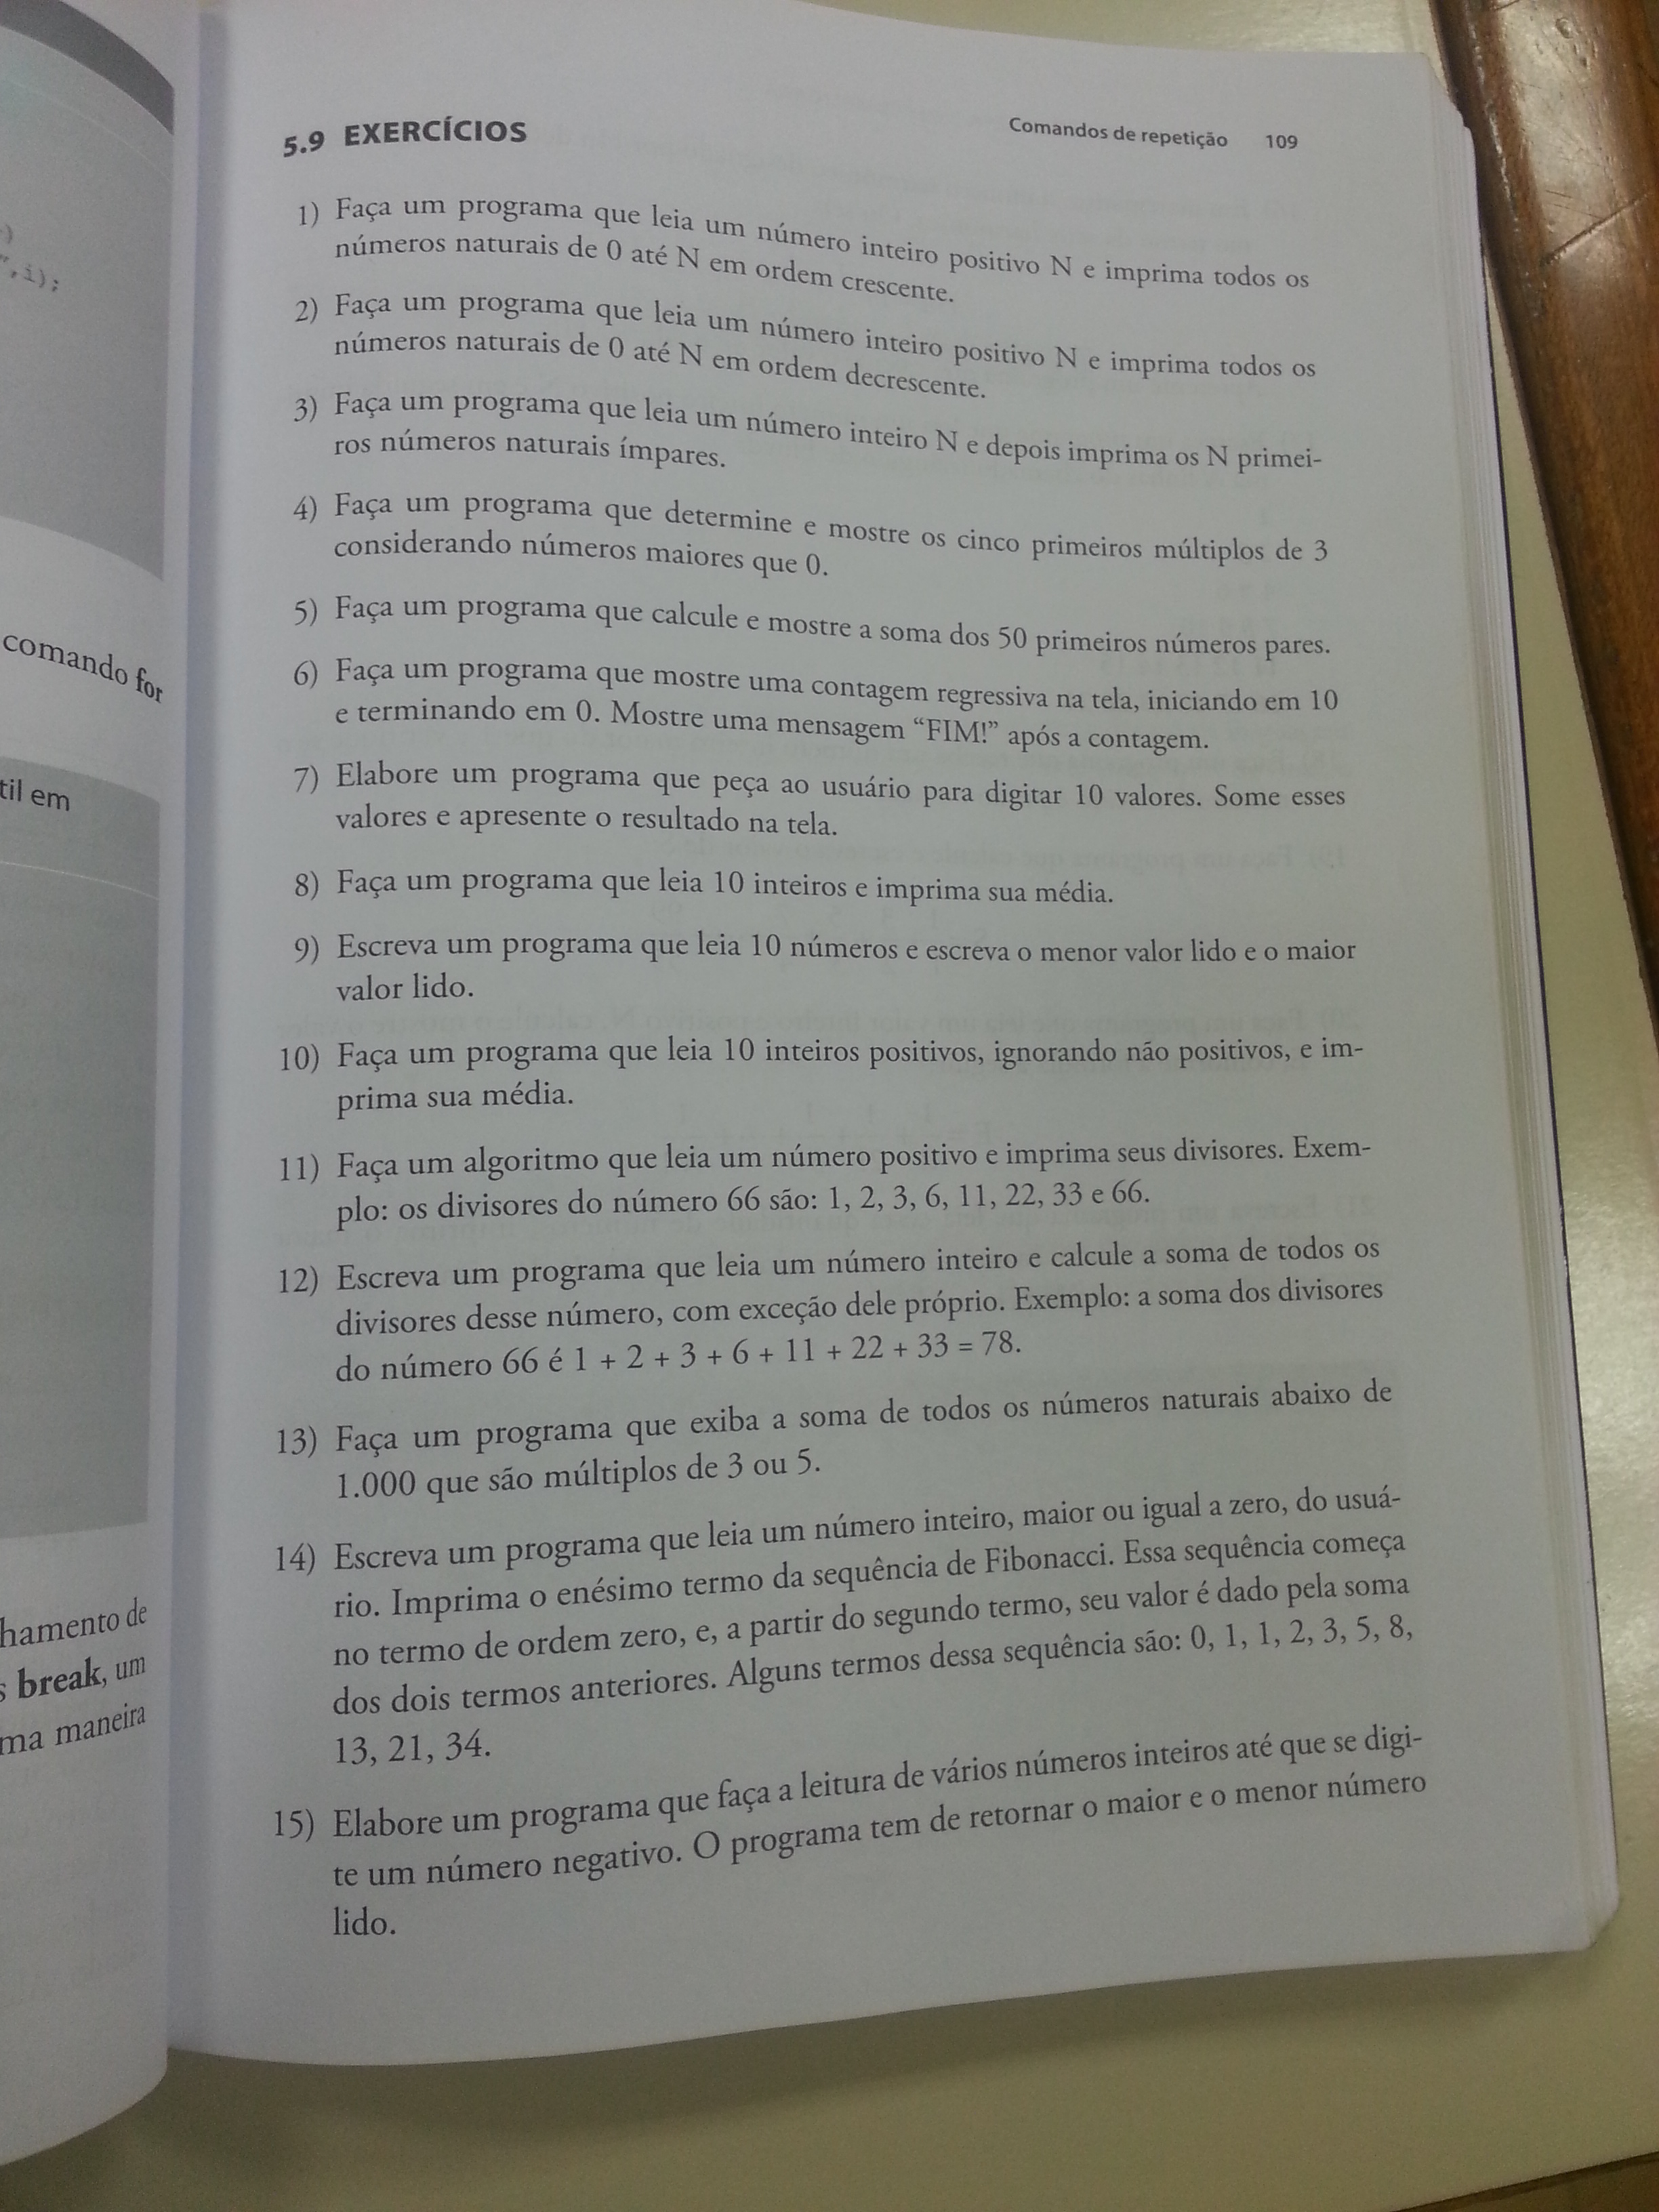 )
",i);
comando for
til em
hamento de
s break, um
ma maneira
5.9 EXERCÍCIOS
Comandos de repetição 109
1) Faça um programa que leia um número inteiro positivo N e imprima todos os
números naturais de 0 até N em ordem crescente.
2) Faça um programa que leia um número inteiro positivo N e imprima todos os
números naturais de 0 até N em ordem decrescente.
3) Faça um programa que leia um número inteiro N e depois imprima os N primei-
ros números naturais ímpares.
4) Faça um programa que determine e mostre os cinco primeiros múltiplos de 3
considerando números maiores que 0.
5) Faça um programa que calcule e mostre a soma dos 50 primeiros números pares.
6) Faça um programa que mostre uma contagem regressiva na tela, iniciando em 10
e terminando em 0. Mostre uma mensagem “FIM!” após a contagem.
7) Elabore um programa que peça ao usuário para digitar 10 valores. Some esses
valores e apresente o resultado na tela.
8) Faça um programa que leia 10 inteiros e imprima sua média.
9) Escreva um programa que leia 10 números e escreva o menor valor lido e o maior
valor lido.
10) Faça um programa que leia 10 inteiros positivos, ignorando não positivos, e im-
prima sua média.
11) Faça um algoritmo que leia um número positivo e imprima seus divisores. Exem-
plo: os divisores do número 66 são: 1, 2, 3, 6, 11, 22, 33 e 66.
12) Escreva um programa que leia um número inteiro e calcule a soma de todos os
divisores desse número, com exceção dele próprio. Exemplo: a soma dos divisores
do número 66 é 1 + 2 + 3 + 6 + 11 + 22 + 33 = 78.
13) Faça um programa que exiba a soma de todos os números naturais abaixo de
1.000 que são múltiplos de 3 ou 5.
14) Escreva um programa que leia um número inteiro, maior ou igual a zero, do usuá-
rio. Imprima o enésimo termo da sequência de Fibonacci. Essa sequência começa
no termo de ordem zero, e, a partir do segundo termo, seu valor é dado pela soma
dos dois termos anteriores. Alguns termos dessa sequência são: 0, 1, 1, 2, 3, 5, 8,
13, 21, 34.
15) Elabore um programa que faça a leitura de vários números inteiros até que se digi-
te um número negativo. O programa tem de retornar o maior e o menor número
lido.